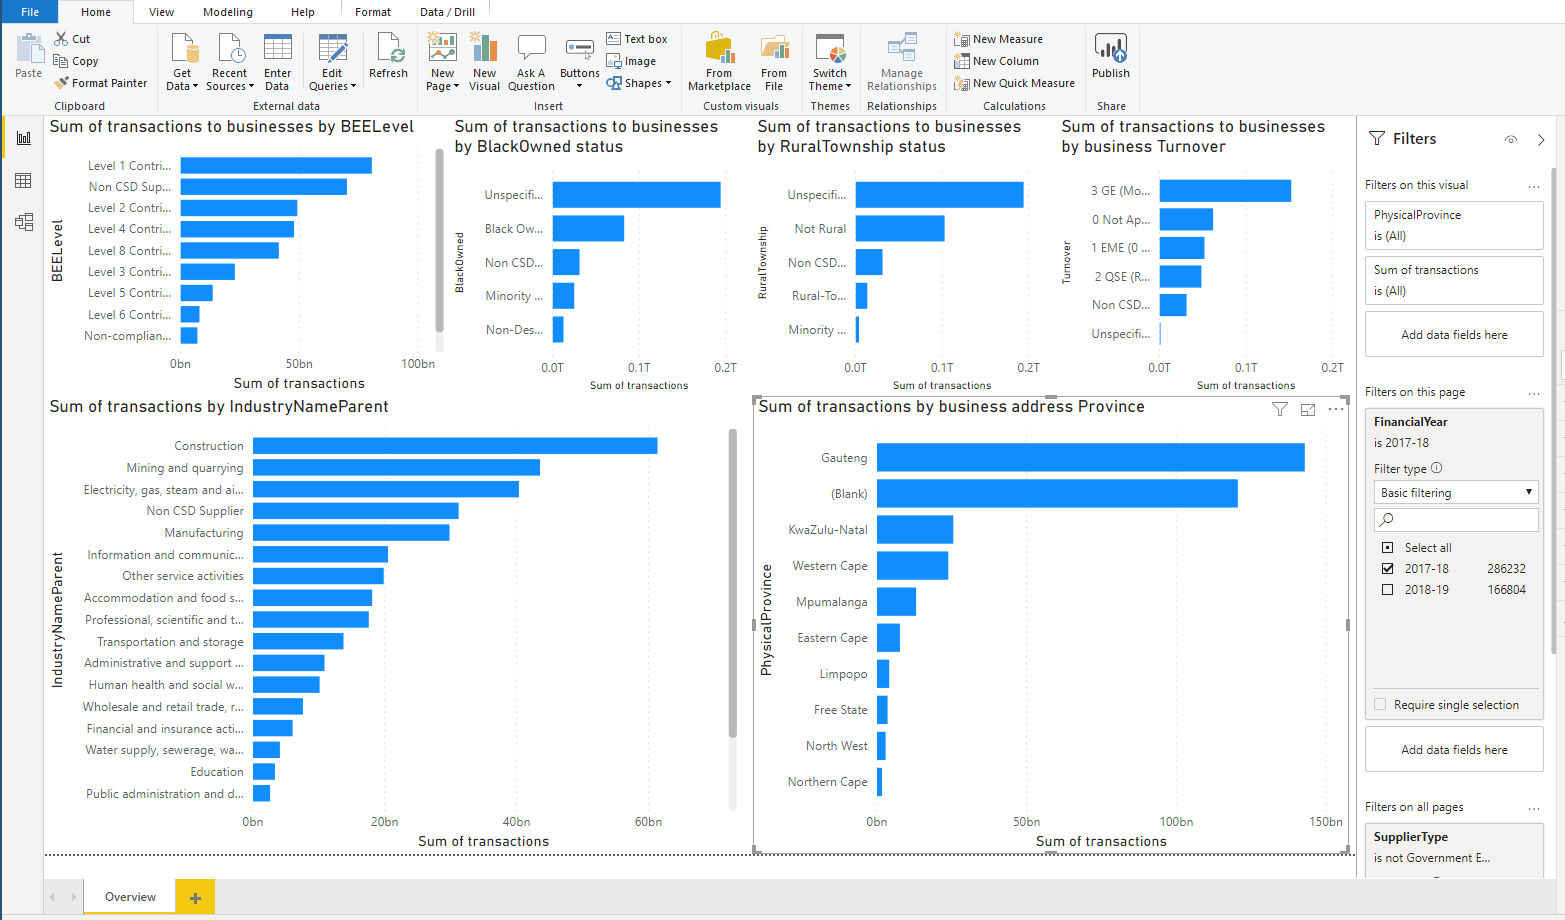 File Home View Modeling Help Format Data / Drill
Paste
Cut
Copy
Format Painter
Clipboard
Get Data
Recent Sources
Enter Data
Edit Queries
External data
Refresh
New Page
New Visual
Ask A Question
Buttons
Text box
Image
Shapes
Insert
From Marketplace
From File
Custom visuals
Switch Theme
Themes
Manage Relationships
Relationships
New Measure
New Column
New Quick Measure
Calculations
Publish
Share
Sum of transactions to businesses by BEELevel
BEELevel
Level 1 Contri...
Non CSD Sup...
Level 2 Contri...
Level 4 Contri...
Level 8 Contri...
Level 3 Contri...
Level 5 Contri...
Level 6 Contri...
Non-complian...
0bn 50bn 100bn
Sum of transactions
Sum of transactions to businesses
by BlackOwned status
BlackOwned
Unspecifi...
Black Ow...
Non CSD...
Minority ...
Non-Des...
0.0T 0.1T 0.2T
Sum of transactions
Sum of transactions to businesses
by RuralTownship status
RuralTownship
Unspecifi...
Not Rural
Non CSD...
Rural-To...
Minority ...
0.0T 0.1T 0.2T
Sum of transactions
Sum of transactions to businesses
by business Turnover
Turnover
3 GE (Mo...
0 Not Ap...
1 EME (0 ...
2 QSE (R...
Non CSD...
Unspecifi...
0.0T 0.1T 0.2T
Sum of transactions
Sum of transactions by IndustryNameParent
IndustryNameParent
Construction
Mining and quarrying
Electricity, gas, steam and ai...
Non CSD Supplier
Manufacturing
Information and communic...
Other service activities
Accommodation and food s...
Professional, scientific and t...
Transportation and storage
Administrative and support ...
Human health and social w...
Wholesale and retail trade, r...
Financial and insurance acti...
Water supply, sewerage, wa...
Education
Public administration and d...
0bn 20bn 40bn 60bn
Sum of transactions
Sum of transactions by business address Province
PhysicalProvince
Gauteng
(Blank)
KwaZulu-Natal
Western Cape
Mpumalanga
Eastern Cape
Limpopo
Free State
North West
Northern Cape
0bn 50bn 100bn 150bn
Sum of transactions
Filters
Filters on this visual ...
PhysicalProvince
is (All)
Sum of transactions
is (All)
Add data fields here
Filters on this page ...
FinancialYear
is 2017-18
Filter type
Basic filtering
Select all
2017-18 286232
2018-19 166804
Require single selection
Add data fields here
Filters on all pages ...
SupplierType
is not Government E...
Overview +